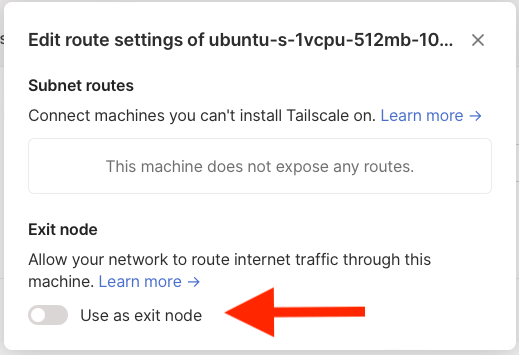 Edit route settings of ubuntu-s-1vcpu-512mb-10...
Subnet routes
Connect machines you can't install Tailscale on. Learn more →
This machine does not expose any routes.
Exit node
Allow your network to route internet traffic through this
machine. Learn more →
Use as exit node